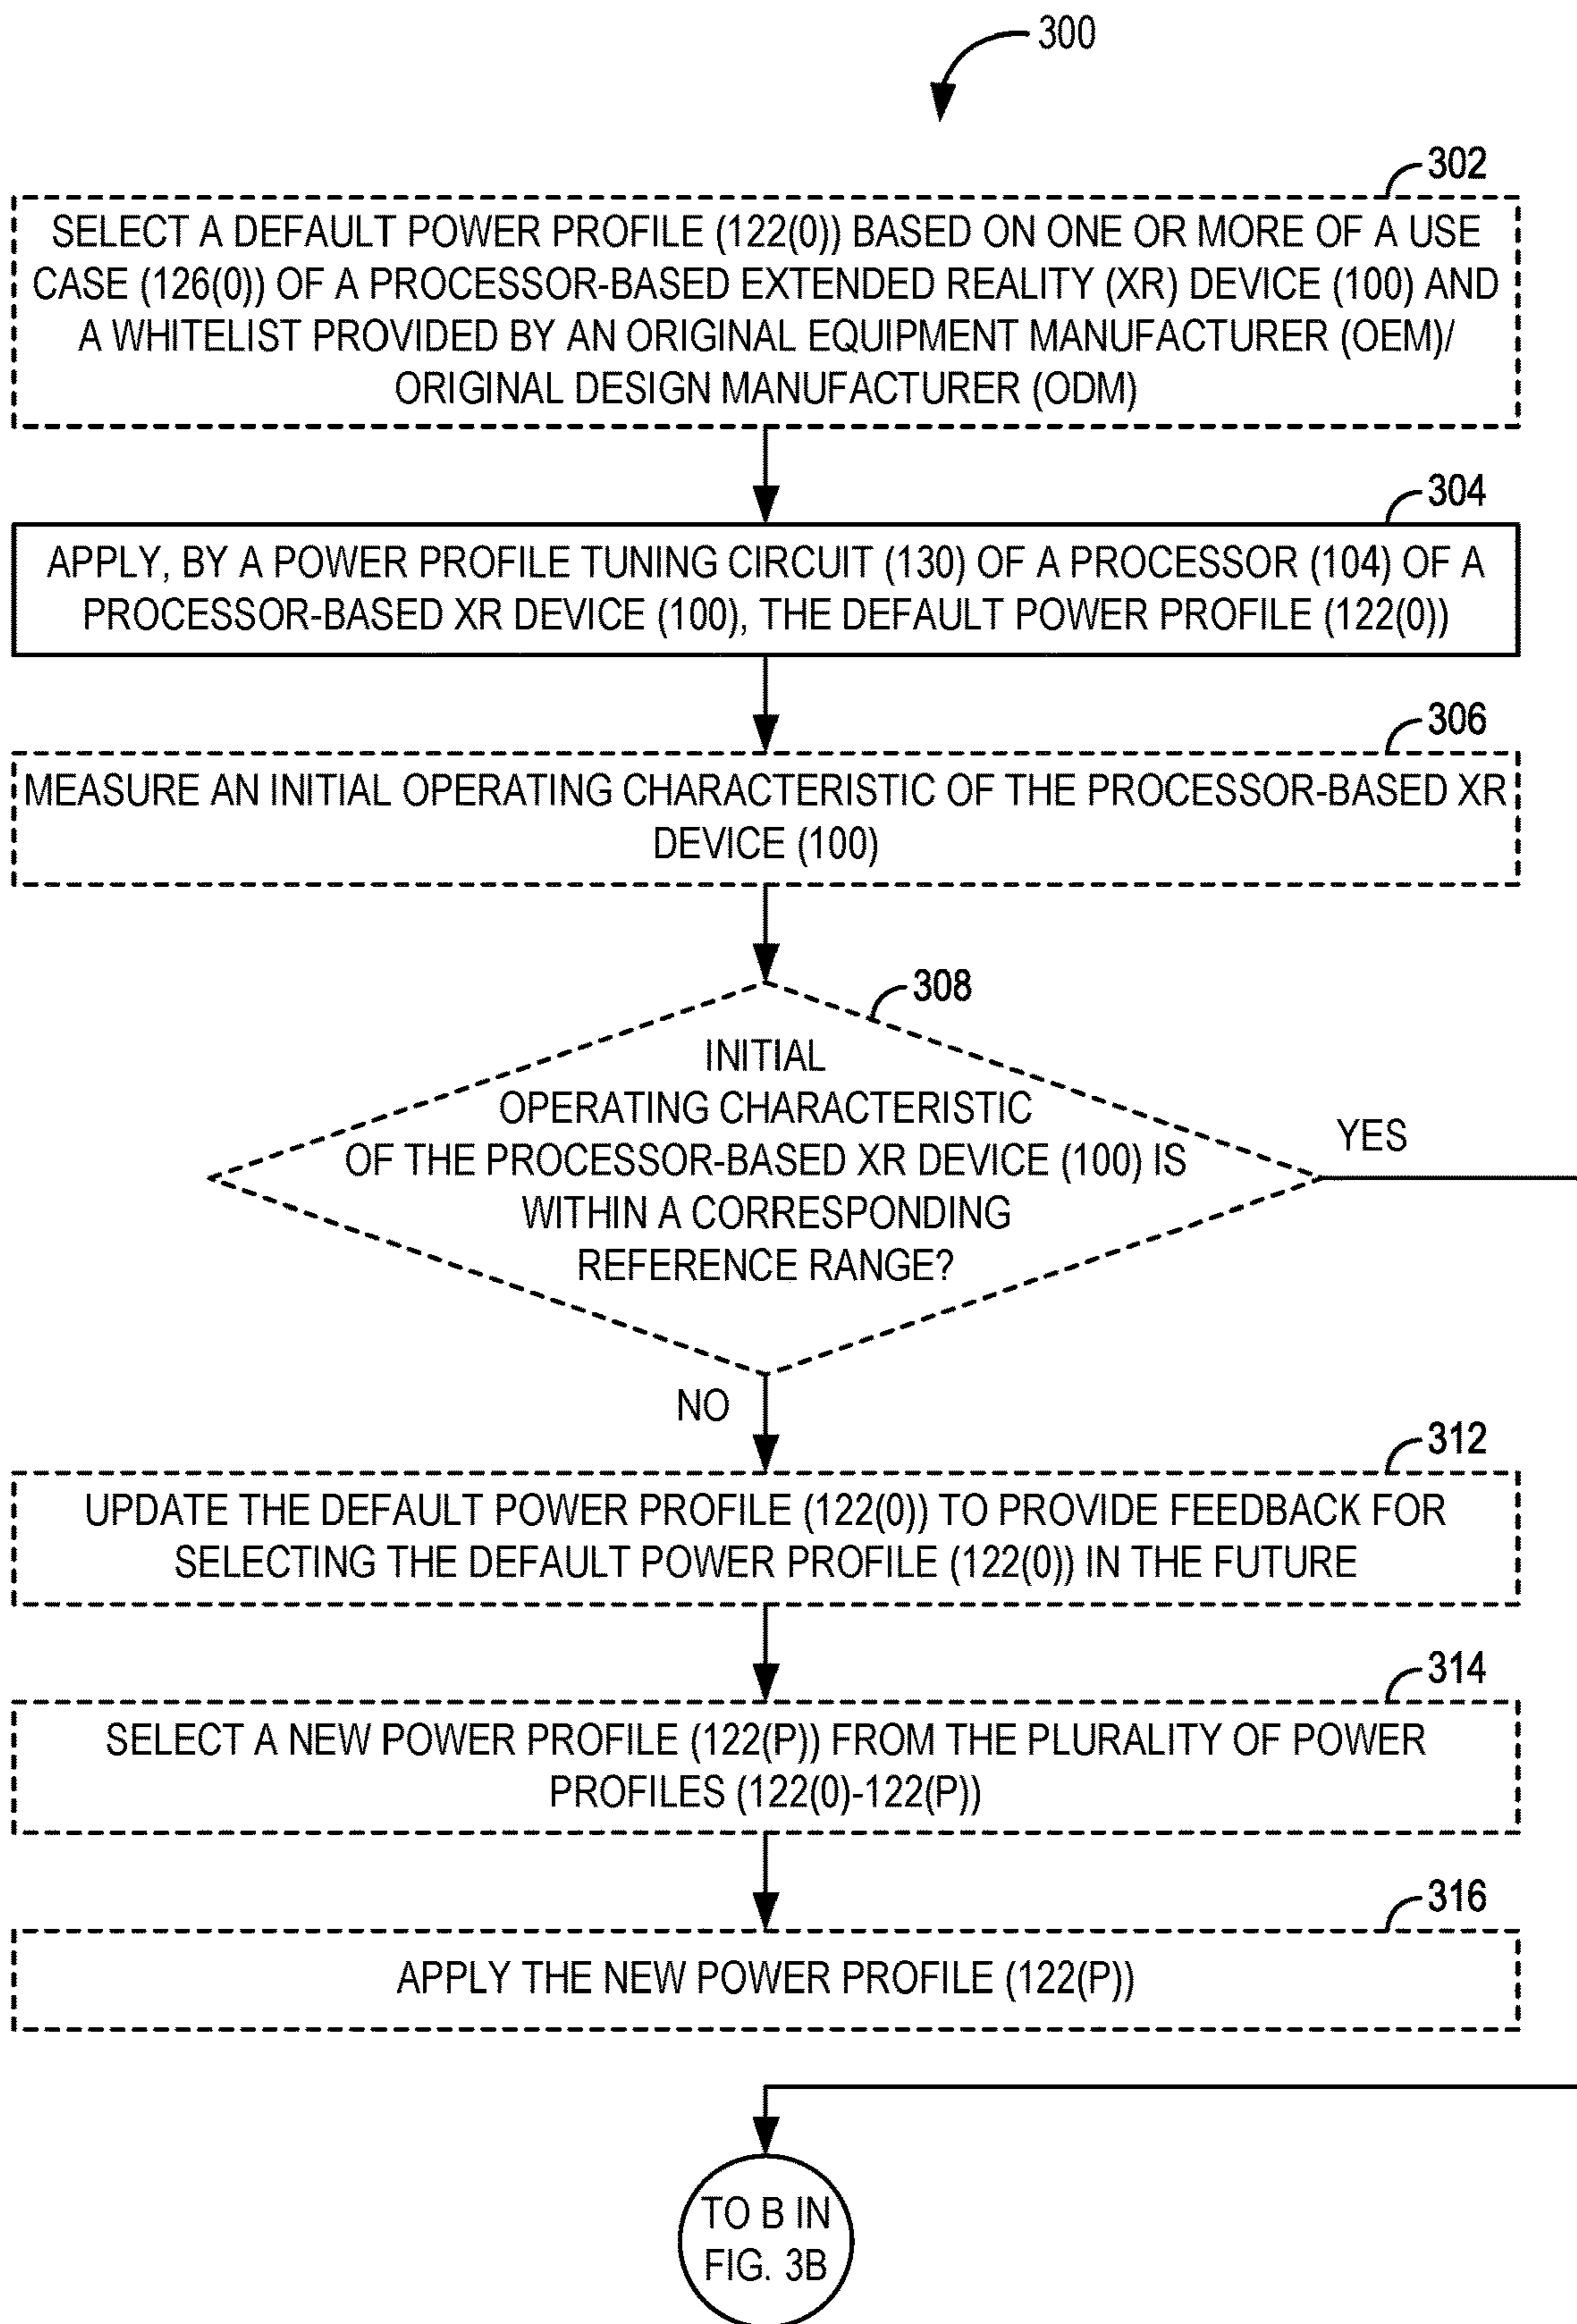 300
302
SELECT A DEFAULT POWER PROFILE (122(0)) BASED ON ONE OR MORE OF A USE
CASE (126(0)) OF A PROCESSOR-BASED EXTENDED REALITY (XR) DEVICE (100) AND
A WHITELIST PROVIDED BY AN ORIGINAL EQUIPMENT MANUFACTURER (OEM)/
ORIGINAL DESIGN MANUFACTURER (ODM)
304
APPLY, BY A POWER PROFILE TUNING CIRCUIT (130) OF A PROCESSOR (104) OF A
PROCESSOR-BASED XR DEVICE (100), THE DEFAULT POWER PROFILE (122(0))
306
MEASURE AN INITIAL OPERATING CHARACTERISTIC OF THE PROCESSOR-BASED XR
DEVICE (100)
308
INITIAL
OPERATING CHARACTERISTIC
OF THE PROCESSOR-BASED XR DEVICE (100) IS
WITHIN A CORRESPONDING
REFERENCE RANGE?
YES
NO
312
UPDATE THE DEFAULT POWER PROFILE (122(0)) TO PROVIDE FEEDBACK FOR
SELECTING THE DEFAULT POWER PROFILE (122(0)) IN THE FUTURE
314
SELECT A NEW POWER PROFILE (122(P)) FROM THE PLURALITY OF POWER
PROFILES (122(0)-122(P))
316
APPLY THE NEW POWER PROFILE (122(P))
TO B IN
FIG. 3B